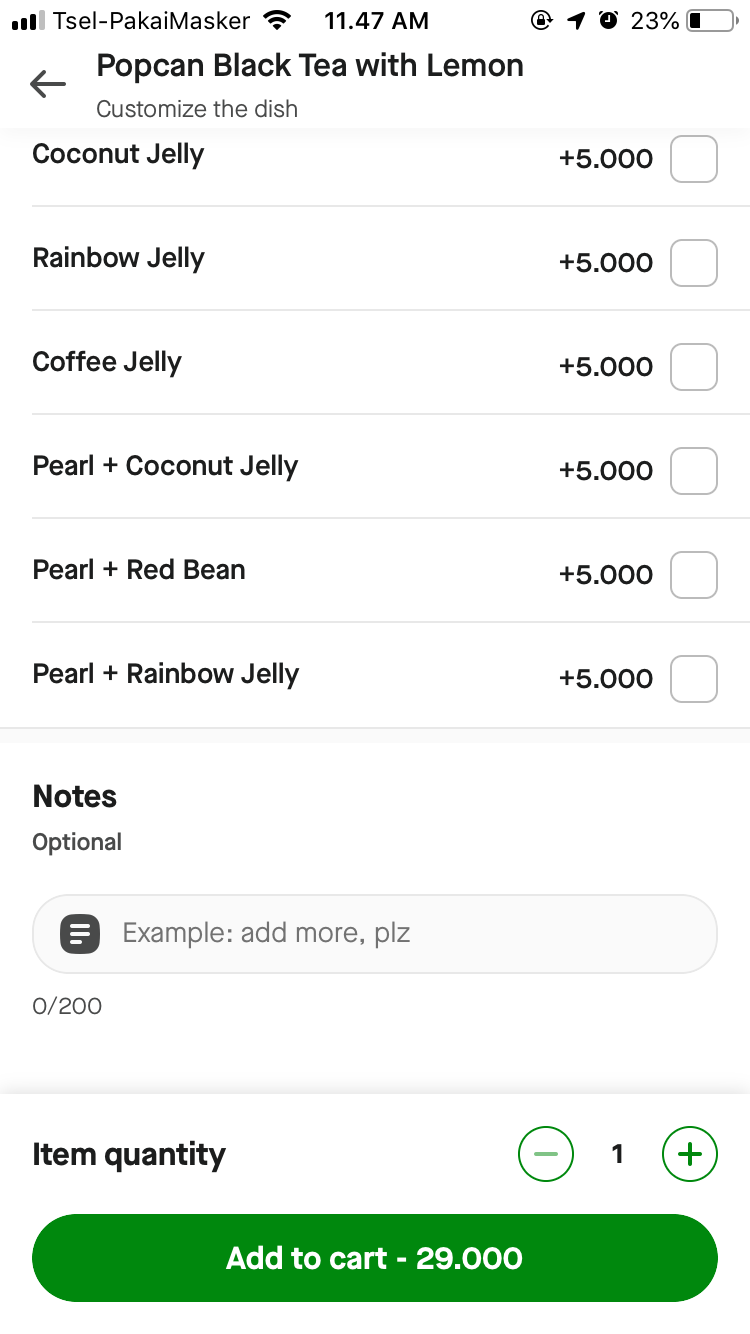 Tsel-PakaiMasker 11.47 AM 23%
Popcan Black Tea with Lemon
Customize the dish
Coconut Jelly +5.000
Rainbow Jelly +5.000
Coffee Jelly +5.000
Pearl + Coconut Jelly +5.000
Pearl + Red Bean +5.000
Pearl + Rainbow Jelly +5.000
Notes
Optional
Example: add more, plz
0/200
Item quantity 1
Add to cart - 29.000